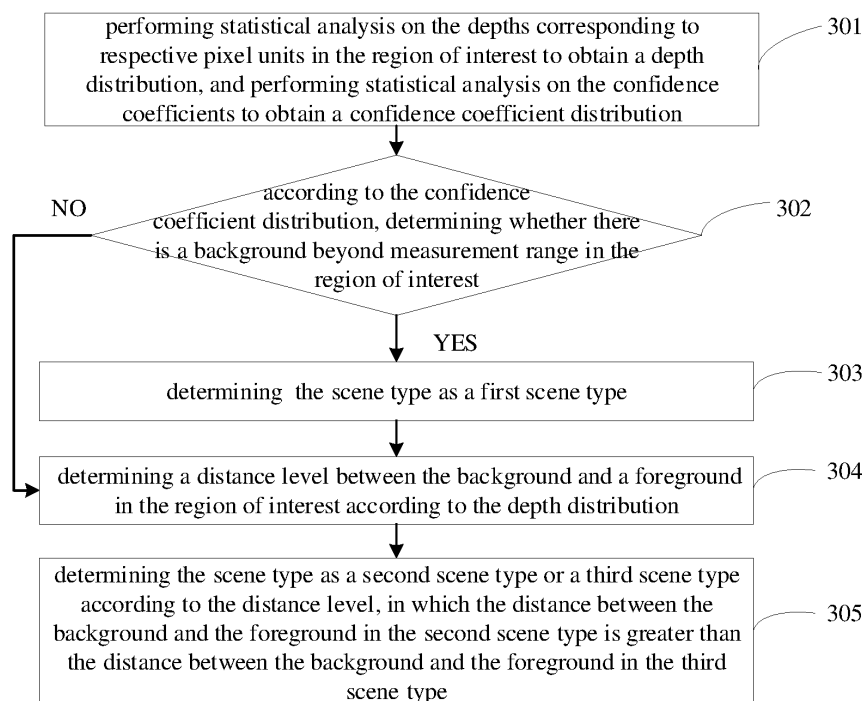 performing statistical analysis on the depths corresponding to
respective pixel units in the region of interest to obtain a depth
distribution, and performing statistical analysis on the confidence
coefficients to obtain a confidence coefficient distribution
301
according to the confidence
coefficient distribution, determining whether there
is a background beyond measurement range in the
region of interest
302
NO
YES
determining the scene type as a first scene type
303
determining a distance level between the background and a foreground
in the region of interest according to the depth distribution
304
determining the scene type as a second scene type or a third scene type
according to the distance level, in which the distance between the
background and the foreground in the second scene type is greater than
the distance between the background and the foreground in the third
scene type
305